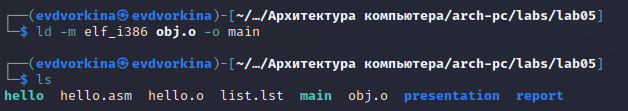 ┌──(evdvorkina㉿evdvorkina)-[~/…/Архитектура компьютера/arch-pc/labs/lab05]
└─$ ld -m elf_i386 obj.o -o main
┌──(evdvorkina㉿evdvorkina)-[~/…/Архитектура компьютера/arch-pc/labs/lab05]
└─$ ls
hello hello.asm hello.o list.lst main obj.o presentation report